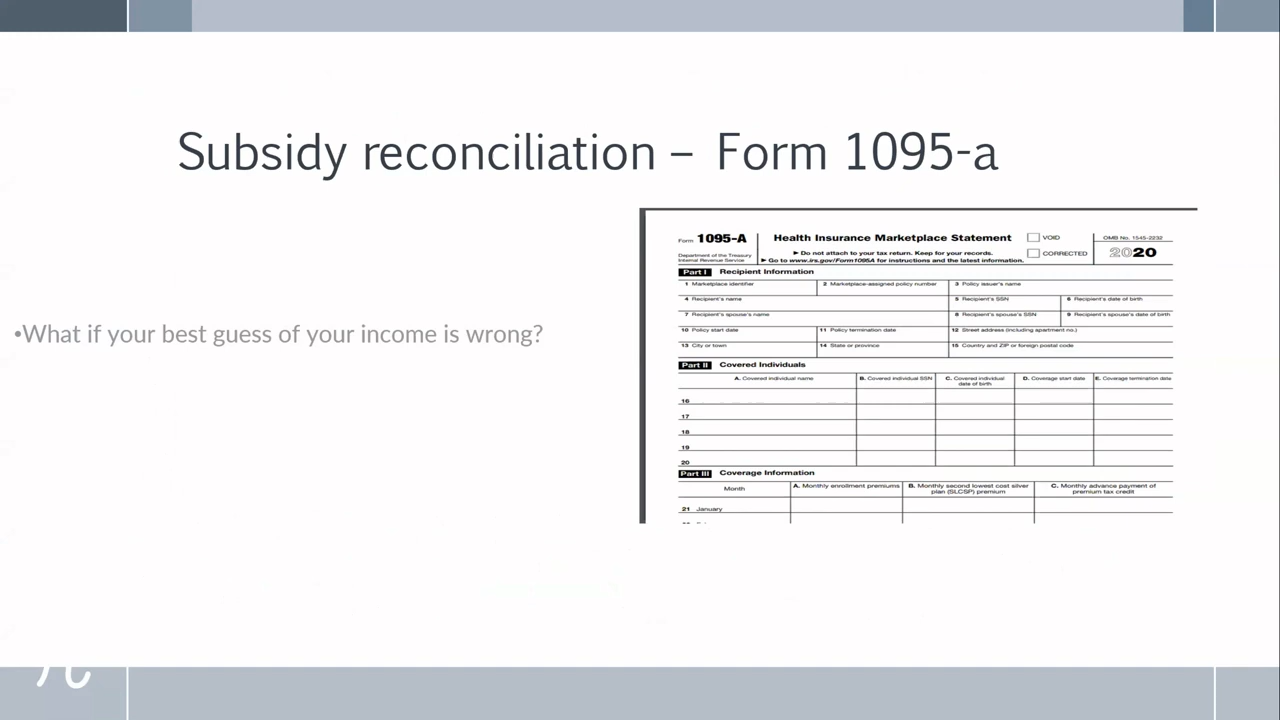 Subsidy reconciliation – Form 1095-a
•What if your best guess of your income is wrong?
Form 1095-A
Department of the Treasury
Internal Revenue Service
Health Insurance Marketplace Statement
▶ Do not attach to your tax return. Keep for your records.
▶ Go to www.irs.gov/Form1095A for instructions and the latest information.
VOID
CORRECTED
OMB No. 1545-2232
2020
Part I Recipient Information
1 Marketplace identifier
2 Marketplace-assigned policy number
3 Policy issuer's name
4 Recipient's name
5 Recipient's SSN
6 Recipient's date of birth
7 Recipient's spouse's name
8 Recipient's spouse's SSN
9 Recipient's spouse's date of birth
10 Policy start date
11 Policy termination date
12 Street address (including apartment no.)
13 City or town
14 State or province
15 Country and ZIP or foreign postal code
Part II Covered Individuals
A. Covered individual name
B. Covered individual SSN
C. Covered individual
date of birth
D. Coverage start date
E. Coverage termination date
16
17
18
19
20
Part III Coverage Information
Month
A. Monthly enrollment premiums
B. Monthly second lowest cost silver
plan (SLCSP) premium
C. Monthly advance payment of
premium tax credit
21 January